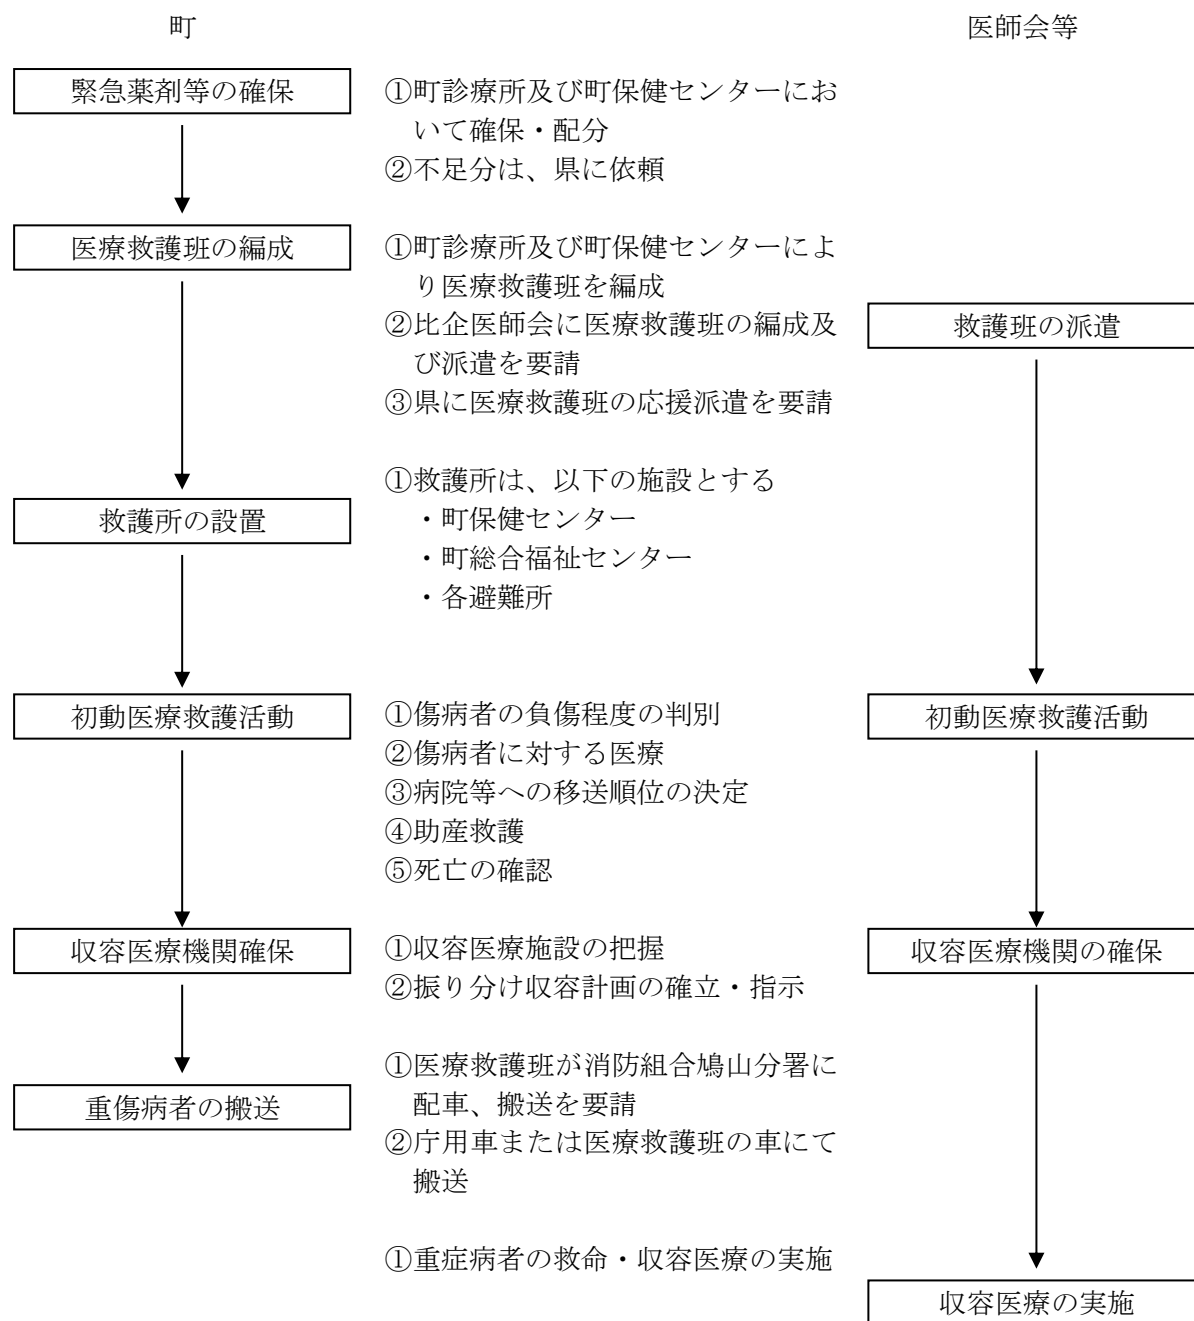 町
医師会等
緊急薬剤等の確保
①町診療所及び町保健センターにお
いて確保・配分
②不足分は、県に依頼
医療救護班の編成
①町診療所及び町保健センターによ
り医療救護班を編成
②比企医師会に医療救護班の編成及
び派遣を要請
③県に医療救護班の応援派遣を要請
救護班の派遣
救護所の設置
①救護所は、以下の施設とする
・町保健センター
・町総合福祉センター
・各避難所
初動医療救護活動
①傷病者の負傷程度の判別
②傷病者に対する医療
③病院等への移送順位の決定
④助産救護
⑤死亡の確認
初動医療救護活動
収容医療機関確保
①収容医療施設の把握
②振り分け収容計画の確立・指示
収容医療機関の確保
重傷病者の搬送
①医療救護班が消防組合鳩山分署に
配車、搬送を要請
②庁用車または医療救護班の車にて
搬送
①重症病者の救命・収容医療の実施
収容医療の実施